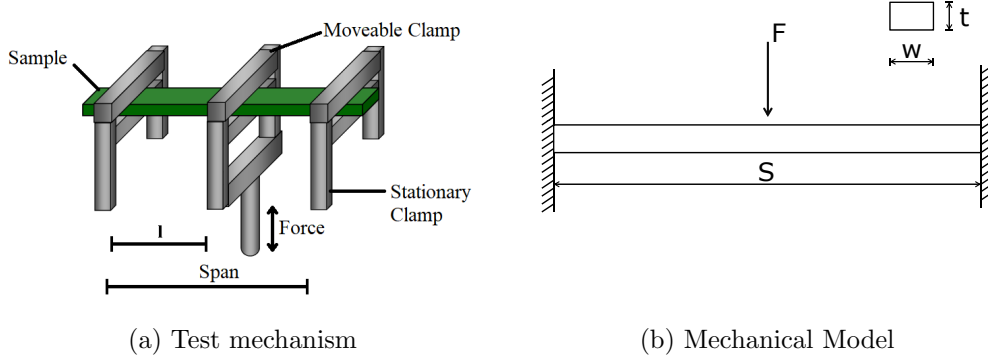 Moveable Clamp
Sample
Stationary
Clamp
Force
l
Span
(a) Test mechanism
F
t
w
S
(b) Mechanical Model